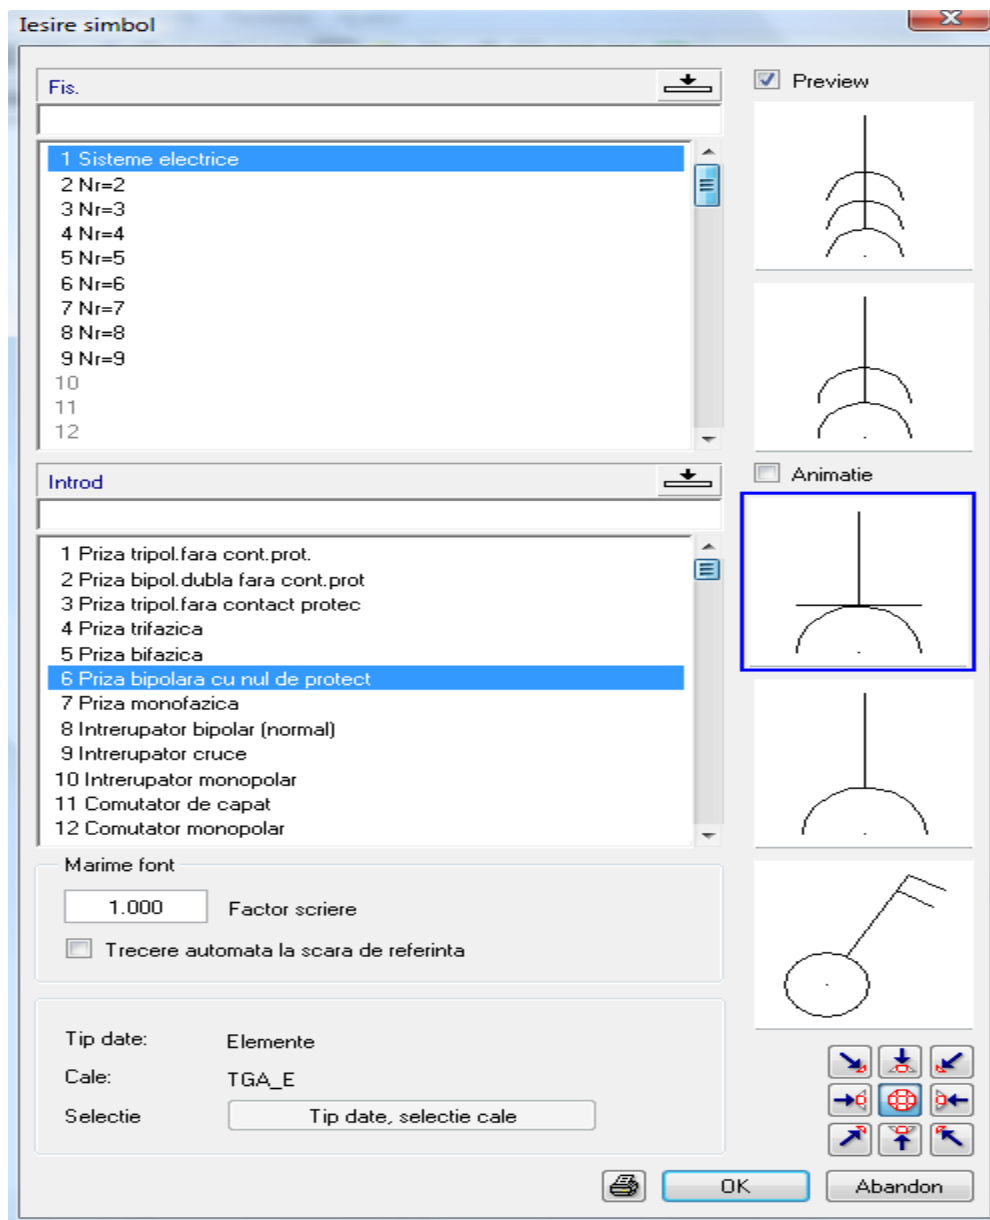 Iesire simbol
Fis.
Preview
1 Sisteme electrice
2 Nr=2
3 Nr=3
4 Nr=4
5 Nr=5
6 Nr=6
7 Nr=7
8 Nr=8
9 Nr=9
10
11
12
Introd
Animatie
1 Priza tripol.fara cont.prot.
2 Priza bipol.dubla fara cont.prot
3 Priza tripol.fara contact protec
4 Priza trifazica
5 Priza bifazica
6 Priza bipolara cu nul de protect
7 Priza monofazica
8 Intrerupator bipolar (normal)
9 Intrerupator cruce
10 Intrerupator monopolar
11 Comutator de capat
12 Comutator monopolar
Marime font
1.000 Factor scriere
Trecere automata la scara de referinta
Tip date: Elemente
Cale: TGA_E
Selectie Tip date, selectie cale
OK Abandon